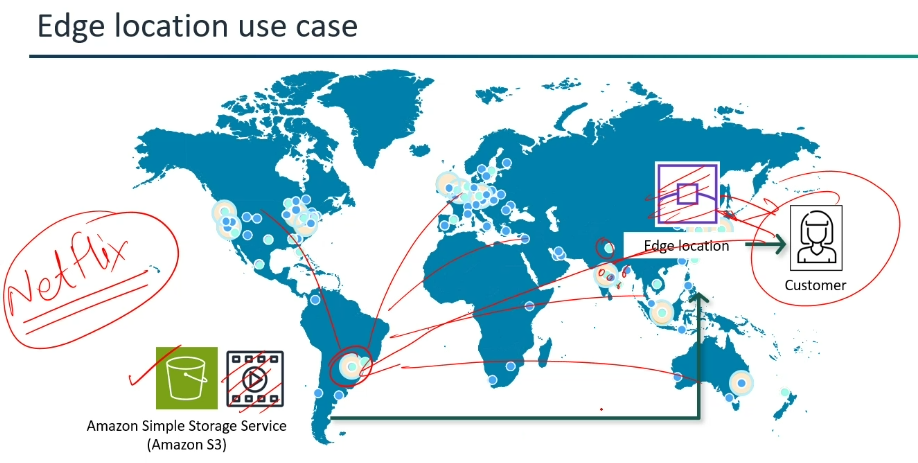 Edge location use case
Netflix
Edge location
Customer
Amazon Simple Storage Service
(Amazon S3)